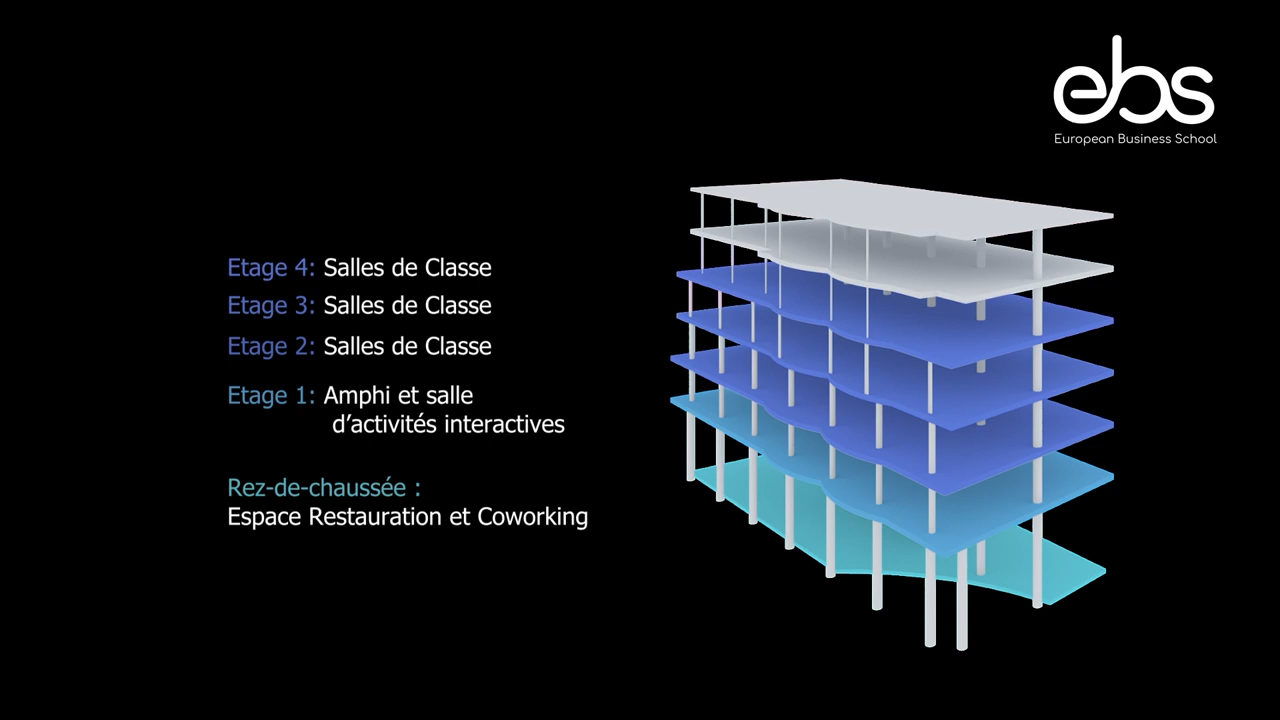 ebs
European Business School
Etage 4: Salles de Classe
Etage 3: Salles de Classe
Etage 2: Salles de Classe
Etage 1: Amphi et salle
d’activités interactives
Rez-de-chaussée :
Espace Restauration et Coworking